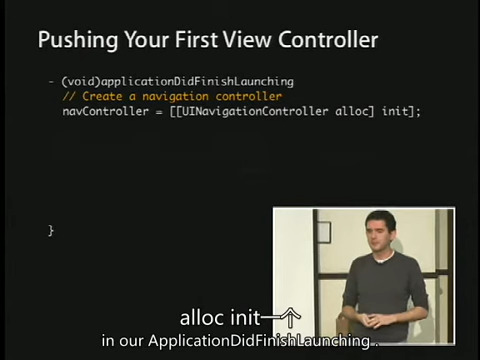 Pushing Your First View Controller
- (void)applicationDidFinishLaunching
// Create a navigation controller
navController = [[UINavigationController alloc] init];
}
alloc init一个
in our ApplicationDidFinishLaunching .